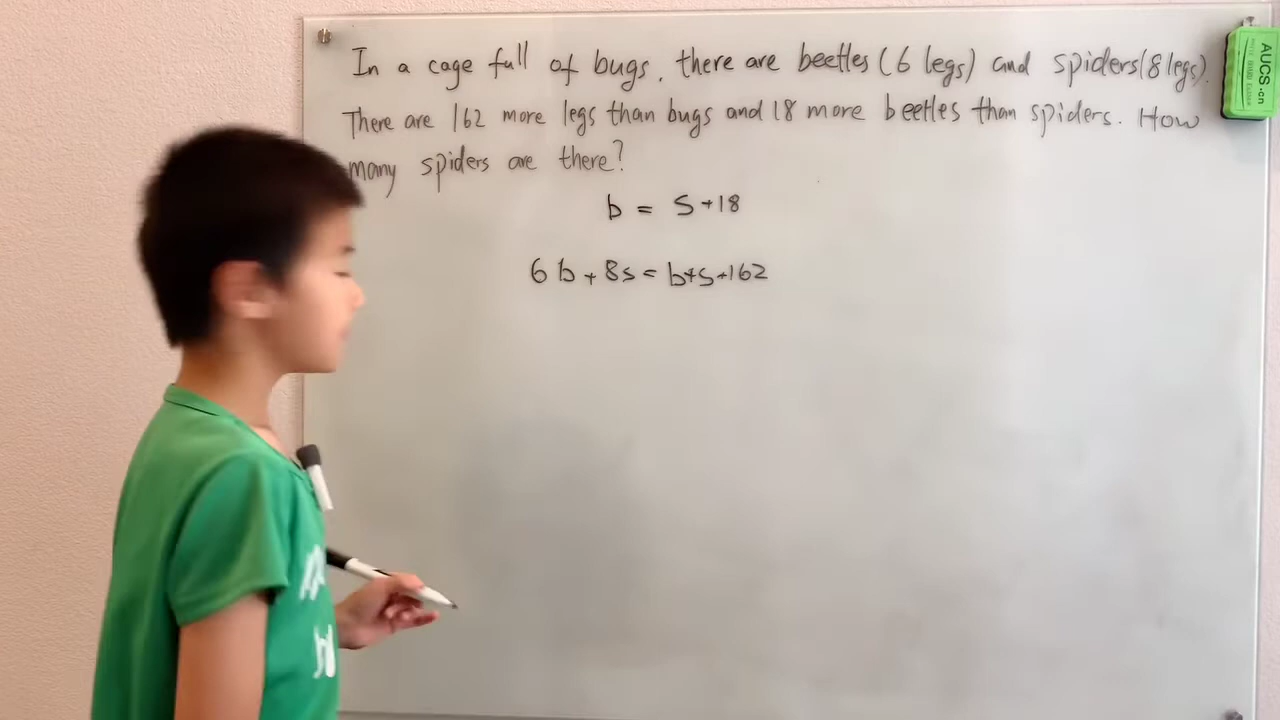 In a cage full of bugs, there are beetles (6 legs) and spiders (8 legs).
There are 162 more legs than bugs and 18 more beetles than spiders. How
many spiders are there?
b = s+18
6b+8s=b+s+162
AUCS.cn